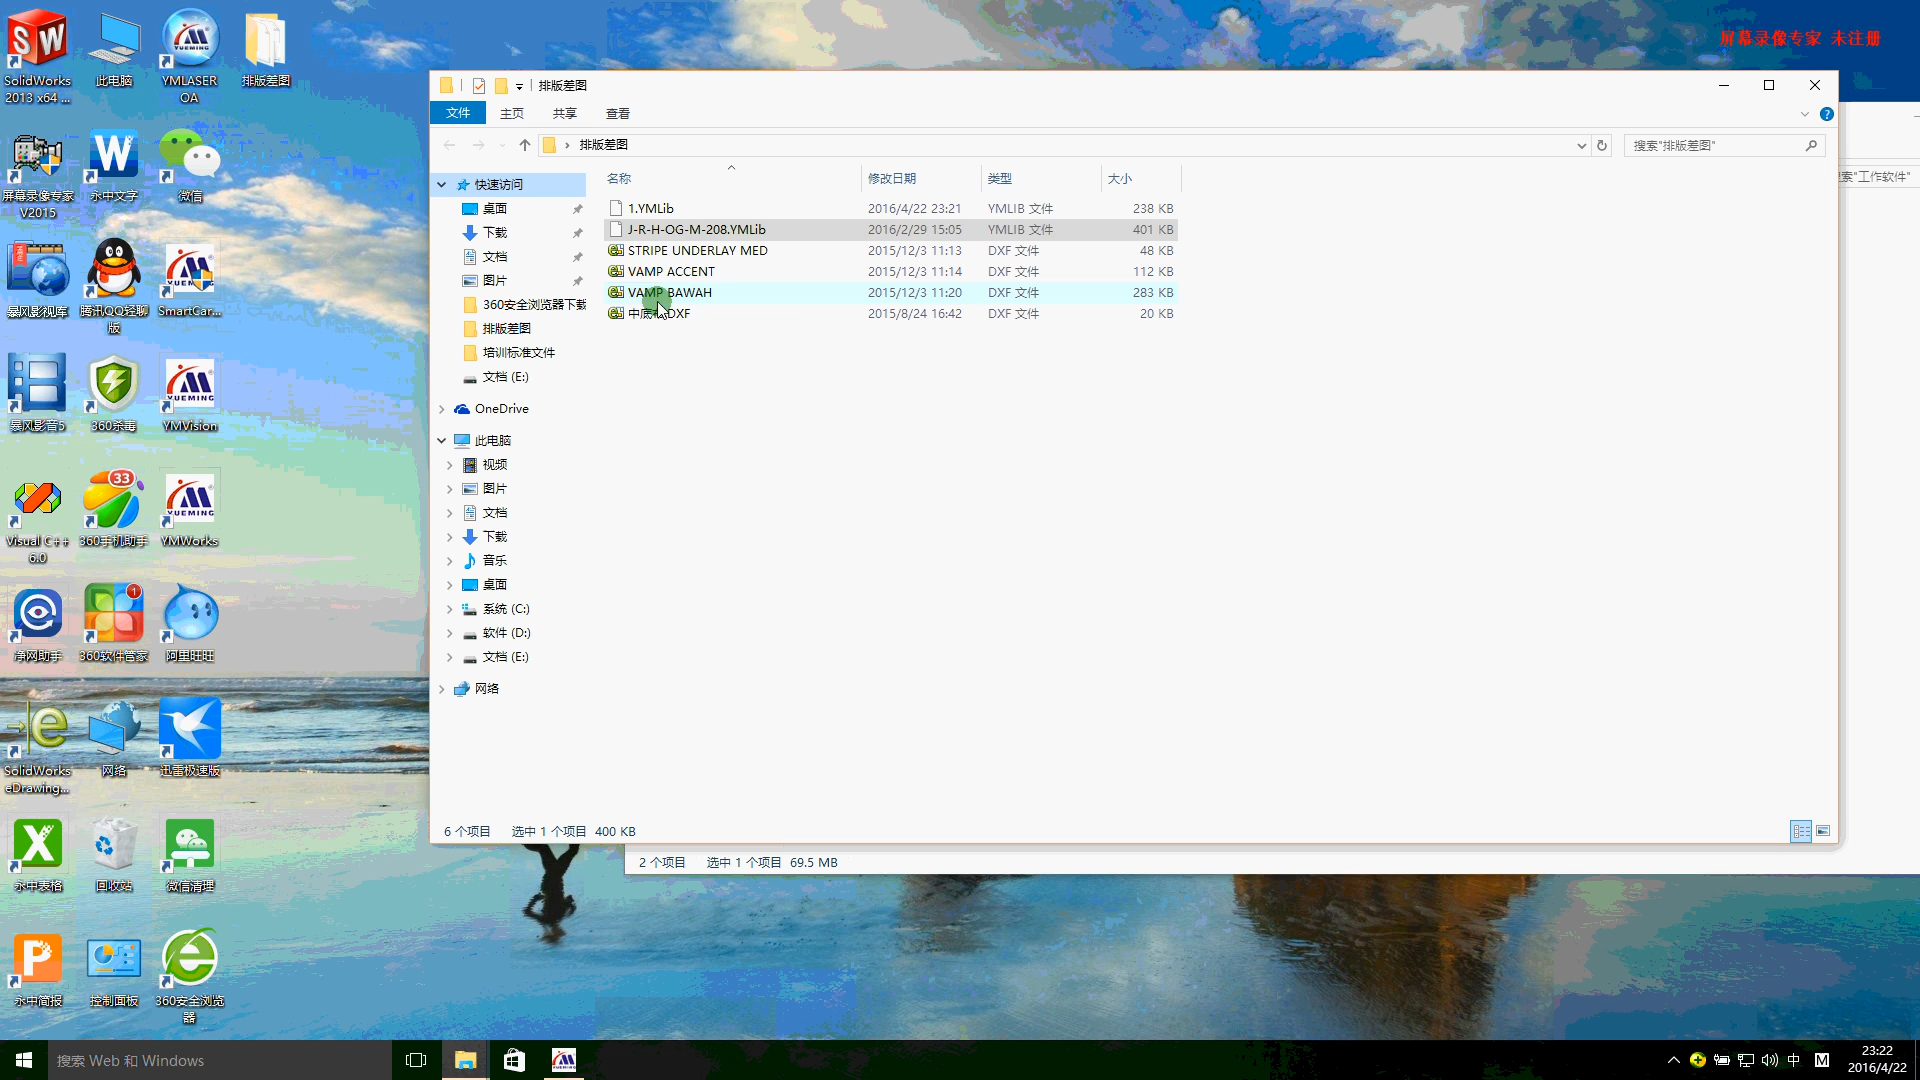 屏幕录像专家 未注册
SolidWorks 2013 x64 ...
此电脑
YMLASER OA
排版差图
屏幕录像专家 V2015
永中文字
微信
暴风影视库
腾讯QQ轻聊版
SmartCar...
暴风影音5
360杀毒
YMVision
Visual C++ 6.0
33
360手机助手
YMWorks
净网助手
1
360软件管家
阿里旺旺
SolidWorks eDrawing...
网络
迅雷极速版
永中表格
回收站
微信清理
永中简报
控制面板
360安全浏览器
排版差图
文件
主页
共享
查看
排版差图
搜索"排版差图"
索"工作软件"
名称
修改日期
类型
大小
1.YMLib 2016/4/22 23:21 YMLIB 文件 238 KB
J-R-H-OG-M-208.YMLib 2016/2/29 15:05 YMLIB 文件 401 KB
STRIPE UNDERLAY MED 2015/12/3 11:13 DXF 文件 48 KB
VAMP ACCENT 2015/12/3 11:14 DXF 文件 112 KB
VAMP BAWAH 2015/12/3 11:20 DXF 文件 283 KB
中底 DXF 2015/8/24 16:42 DXF 文件 20 KB
快速访问
桌面
下载
文档
图片
360安全浏览器下载
排版差图
培训标准文件
文档 (E:)
OneDrive
此电脑
视频
图片
文档
下载
音乐
桌面
系统 (C:)
软件 (D:)
文档 (E:)
网络
6 个项目 选中 1 个项目 400 KB
2 个项目 选中 1 个项目 69.5 MB
搜索 Web 和 Windows
中
M
23:22
2016/4/22